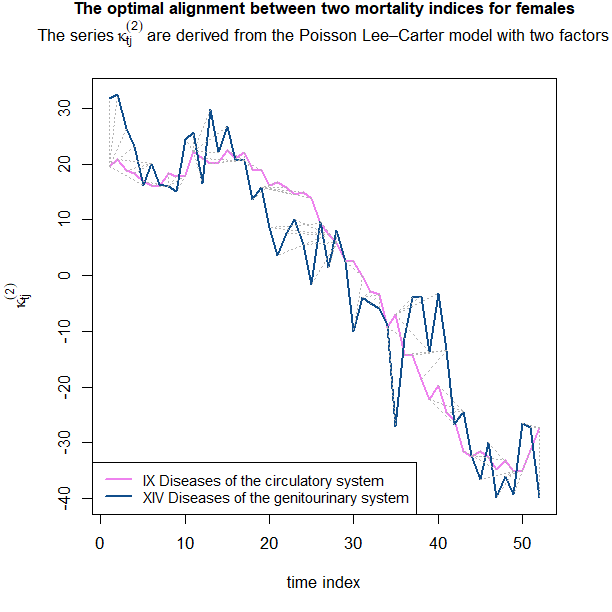 The optimal alignment between two mortality indices for females
The series κtj(2) are derived from the Poisson Lee–Carter model with two factors
30
20
10
0
-10
-20
-30
-40
κtj(2)
IX Diseases of the circulatory system
XIV Diseases of the genitourinary system
0 10 20 30 40 50
time index